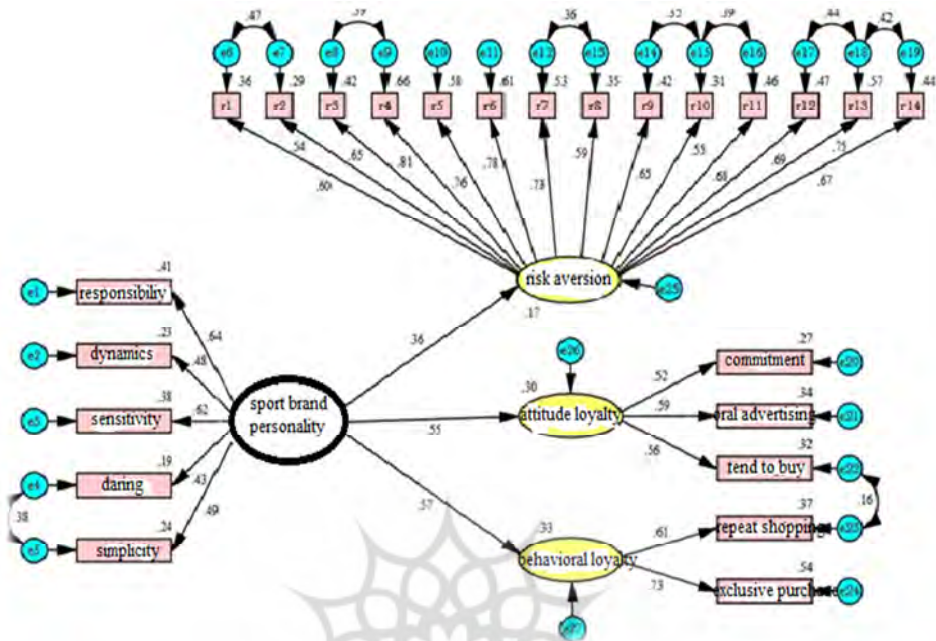 .47 .59 .36 .55 .59 .44 .42
e6 e7 e8 e9 e10 e11 e12 e13 e14 e15 e16 e17 e18 e19
.36 .29 .42 .66 .58 .61 .53 .35 .42 .31 .46 .47 .57 .44
r1 r2 r3 r4 r5 r6 r7 r8 r9 r10 r11 r12 r13 r14
.60 .54 .65 .81 .76 .78 .73 .59 .65 .55 .68 .69 .75 .67
risk aversion
e25
.17
.41
e1 responsibiliy
.64
.23
e2 dynamics
.48
.38
sensitivity
.62
.19
e4 daring
.43
.38
.24
e5 simplicity
.49
sport brand
personality
.36
.55
.57
e26
.30
attitude loyalty
.52
.59
.56
.27
commitment e20
.34
oral advertising e21
.32
tend to buy e22
.16
.33
behavioral loyalty
e27
.61
.73
.37
repeat shopping e23
.54
exclusive purchase e24